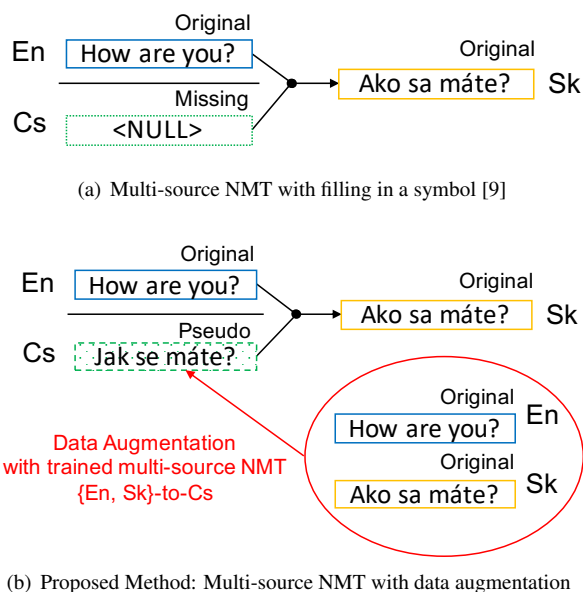 Original
En How are you? Original
Ako sa máte? Sk
Missing
Cs <NULL>
(a) Multi-source NMT with filling in a symbol [9]
Original
En How are you? Original
Ako sa máte? Sk
Pseudo
Cs Jak se máte?
Original En
How are you?
Original
Ako sa máte? Sk
Data Augmentation
with trained multi-source NMT
{En, Sk}-to-Cs
(b) Proposed Method: Multi-source NMT with data augmentation